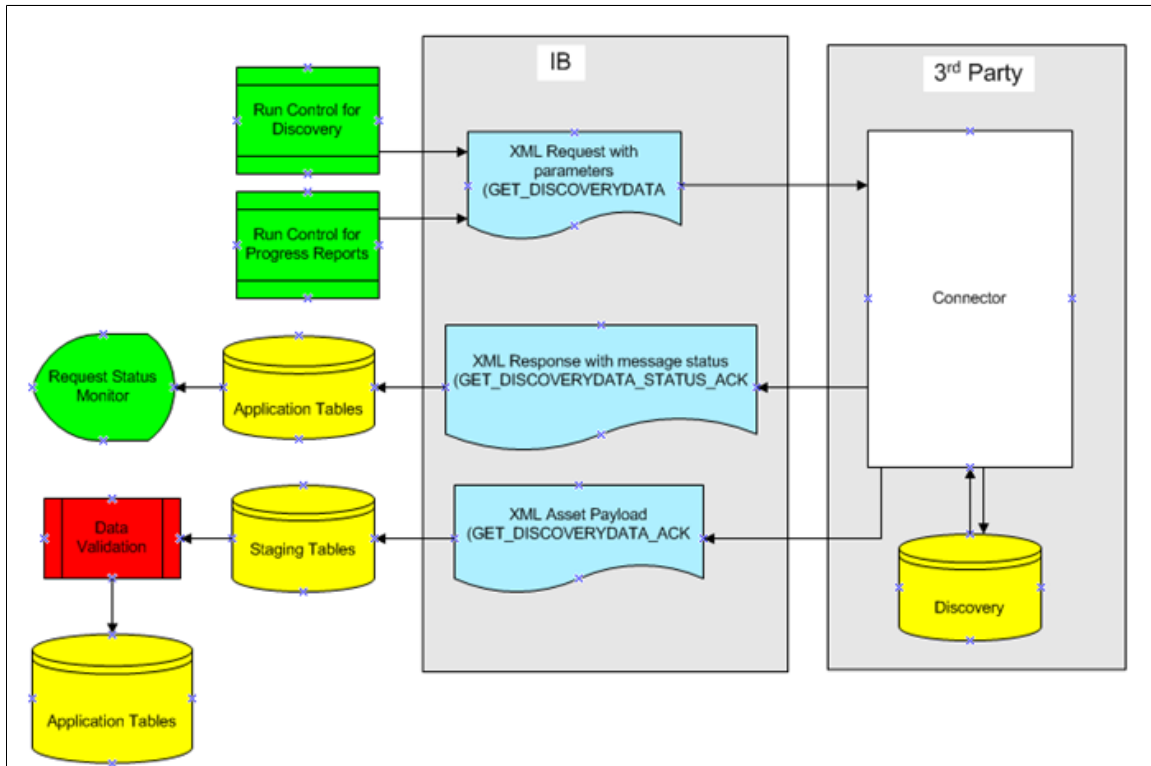 IB
3rd Party
Run Control for
Discovery
XML Request with
parameters
(GET_DISCOVERYDATA
Run Control for
Progress Reports
Connector
Request Status
Monitor
Application Tables
XML Response with message status
(GET_DISCOVERYDATA_STATUS_ACK
Data
Validation
Staging Tables
XML Asset Payload
(GET_DISCOVERYDATA_ACK
Discovery
Application Tables